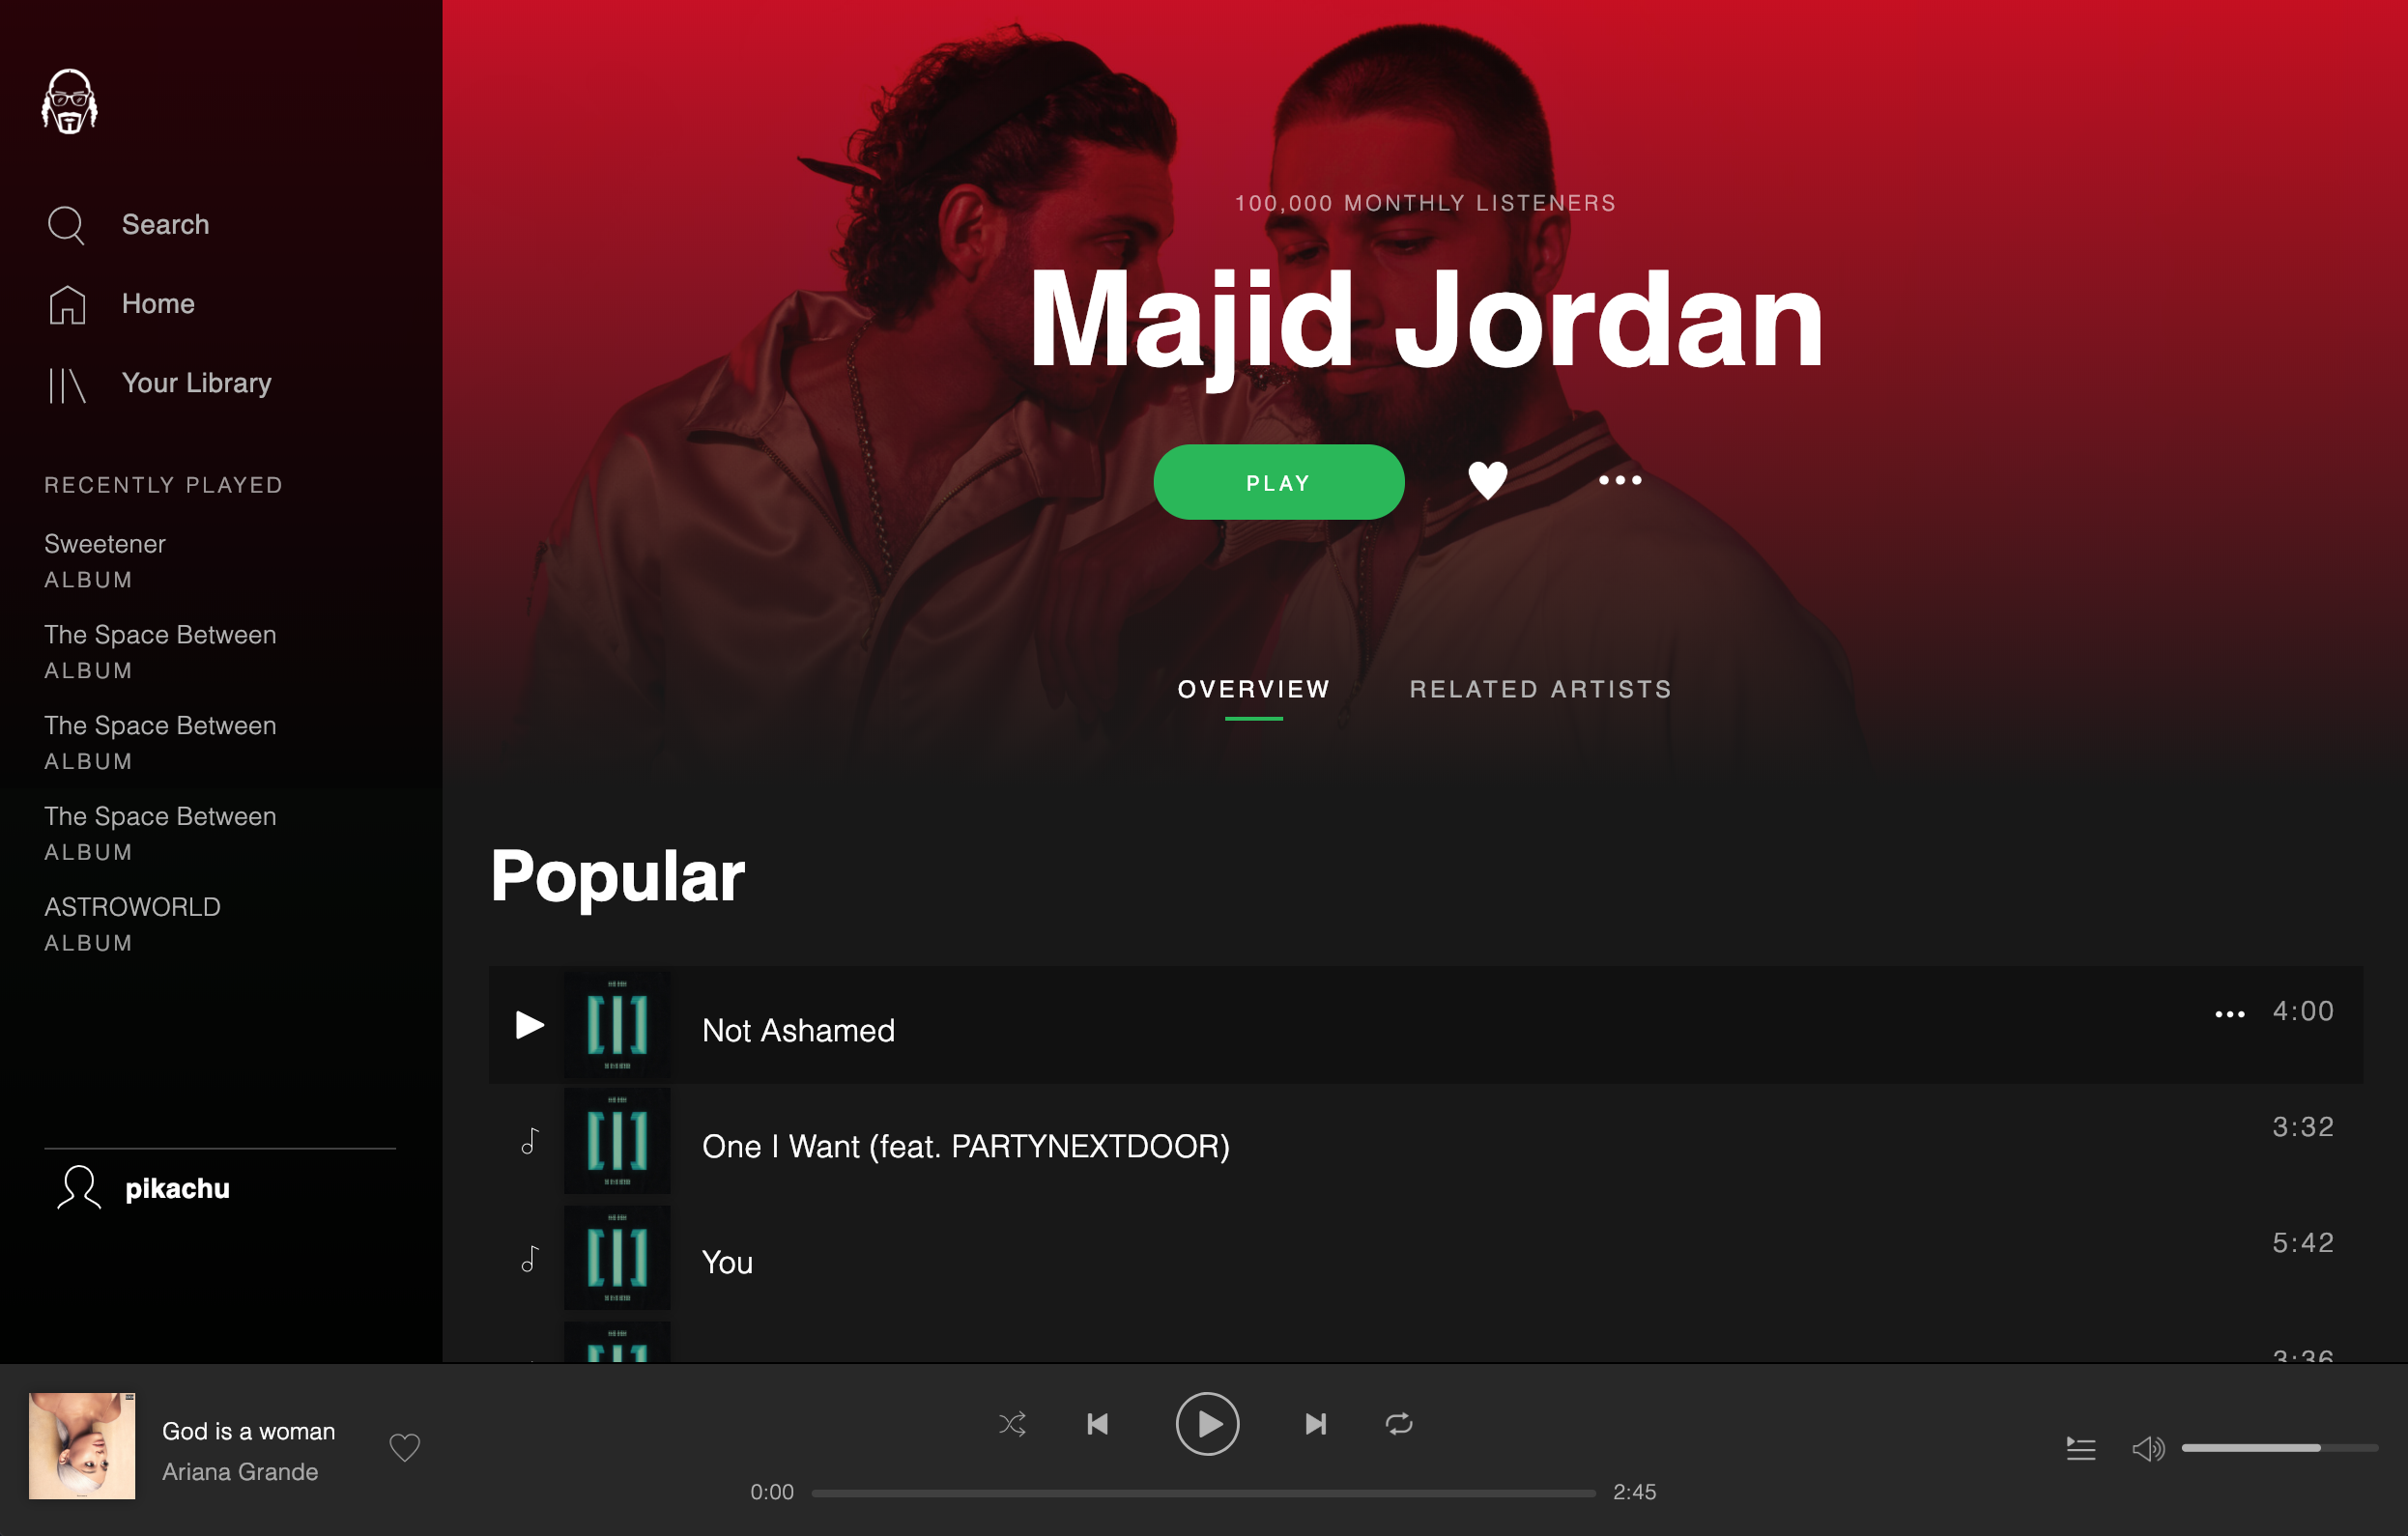 Search
Home
Your Library
RECENTLY PLAYED
Sweetener
ALBUM
The Space Between
ALBUM
The Space Between
ALBUM
The Space Between
ALBUM
ASTROWORLD
ALBUM
pikachu
100,000 MONTHLY LISTENERS
Majid Jordan
PLAY
OVERVIEW
RELATED ARTISTS
Popular
Not Ashamed
4:00
One I Want (feat. PARTYNEXTDOOR)
3:32
You
5:42
3:36
God is a woman
Ariana Grande
0:00
2:45